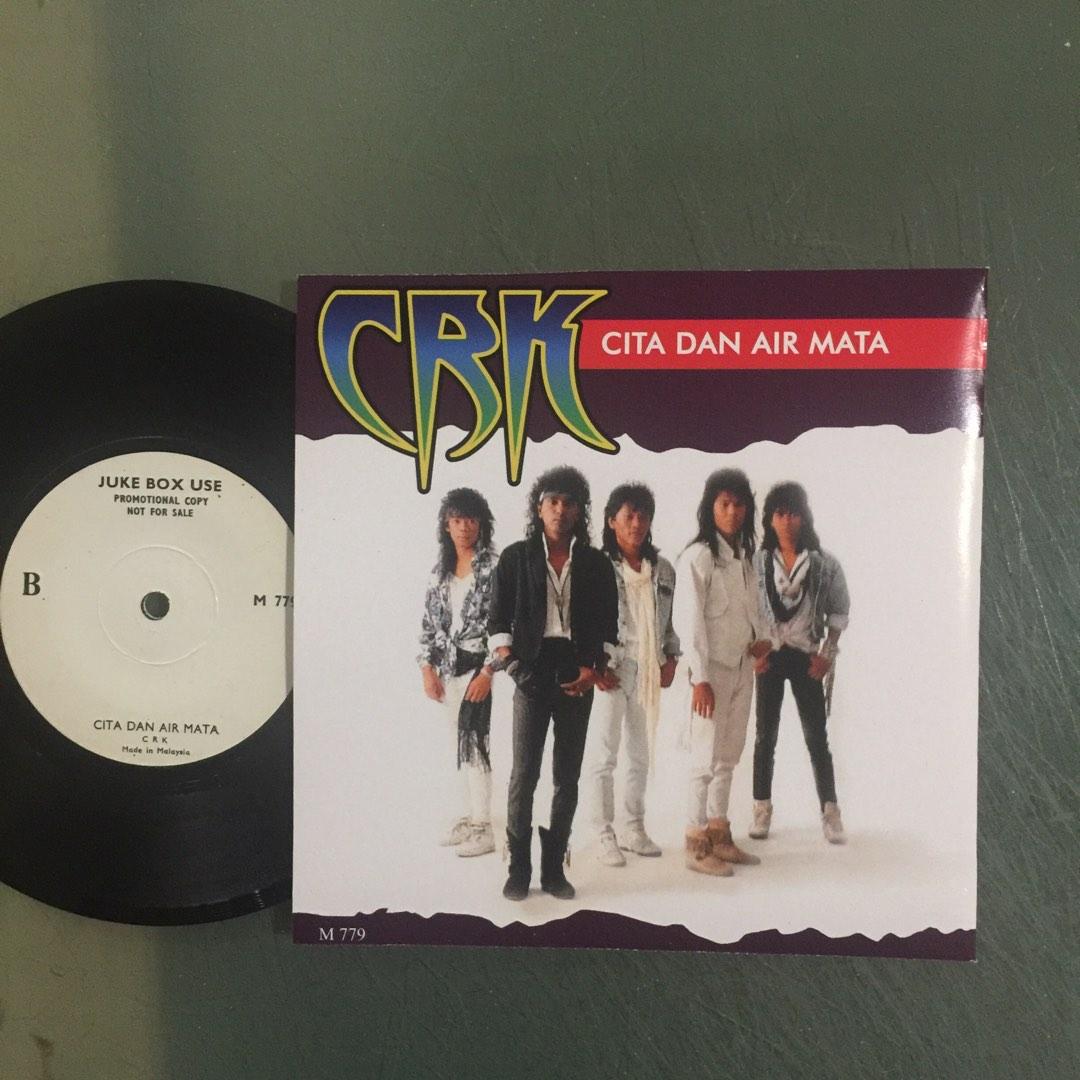 CRK
CITA DAN AIR MATA
M 779
JUKE BOX USE
PROMOTIONAL COPY
NOT FOR SALE
B
M 779
CITA DAN AIR MATA
C R K
Made in Malaysia